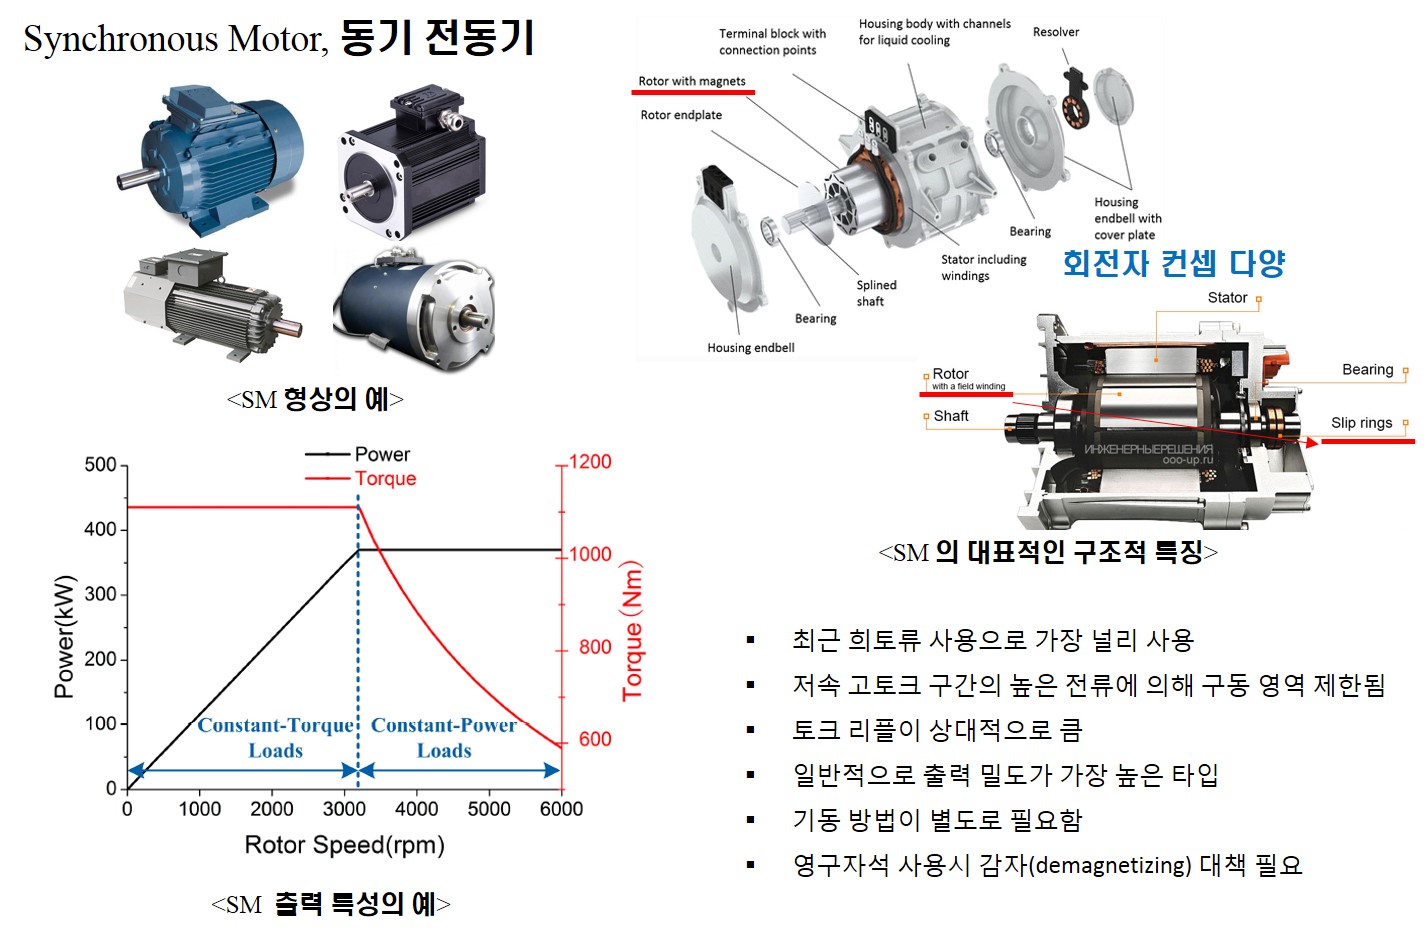 Synchronous Motor, 동기 전동기
<SM 형상의 예>
Terminal block with
connection points
Housing body with channels
for liquid cooling
Resolver
Rotor with magnets
Rotor endplate
Housing
endbell with
cover plate
Bearing
Stator including
windings
Splined
shaft
Bearing
Housing endbell
회전자 컨셉 다양
Stator
Rotor
with a field winding
Bearing
Shaft
Slip rings
ИНЖЕНЕРНЫЕРЕШЕНИЯ
ooo-up.ru
<SM 의 대표적인 구조적 특징>
Power
Torque
500
400
300
200
100
0
Power(kW)
1200
1000
800
600
Torque (Nm)
Constant-Torque
Loads
Constant-Power
Loads
0 1000 2000 3000 4000 5000 6000
Rotor Speed(rpm)
<SM 출력 특성의 예>
▪ 최근 희토류 사용으로 가장 널리 사용
▪ 저속 고토크 구간의 높은 전류에 의해 구동 영역 제한됨
▪ 토크 리플이 상대적으로 큼
▪ 일반적으로 출력 밀도가 가장 높은 타입
▪ 기동 방법이 별도로 필요함
▪ 영구자석 사용시 감자(demagnetizing) 대책 필요